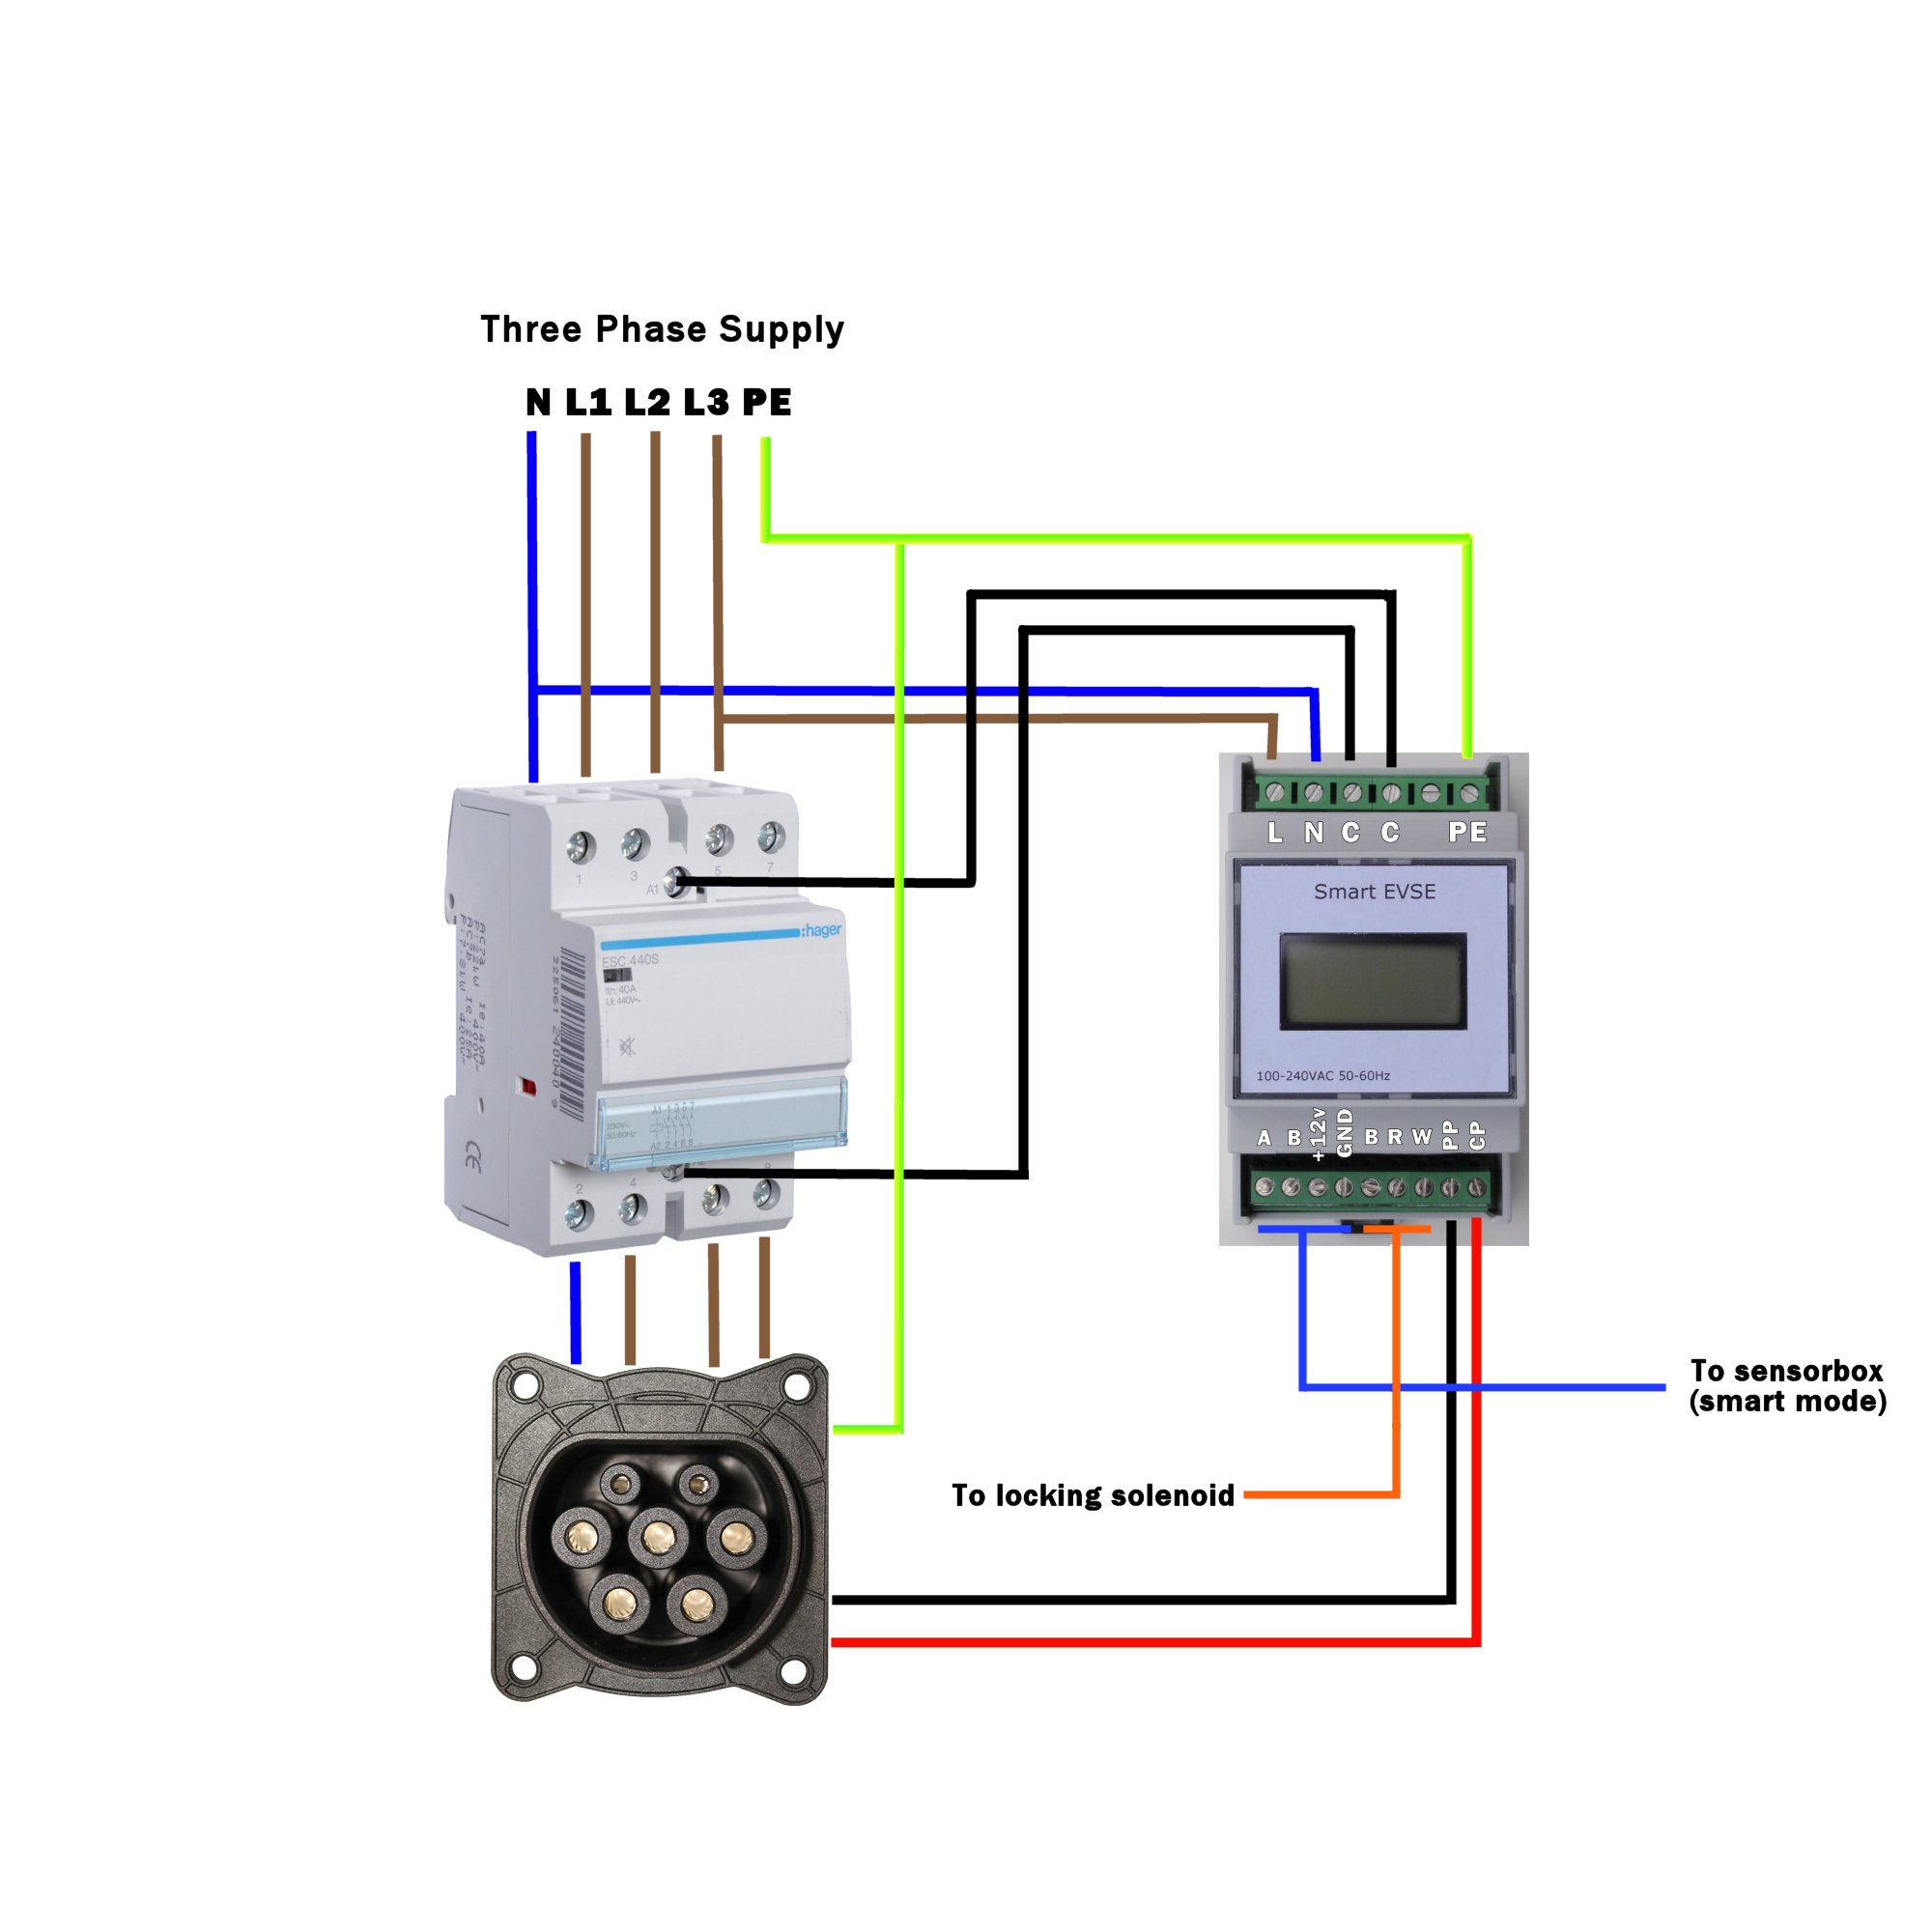 Three Phase Supply
N L1 L2 L3 PE
1 3 5 7
A1
:hager
ESC 440S
40A
Ui 440V~
230V~
50/60Hz
A1 1 3 5 7
A2 2 4 6 8
2 4 8
CE
L N C C PE
Smart EVSE
100-240VAC 50-60Hz
A B +12v GND B R W PP CP
To sensorbox
(smart mode)
To locking solenoid